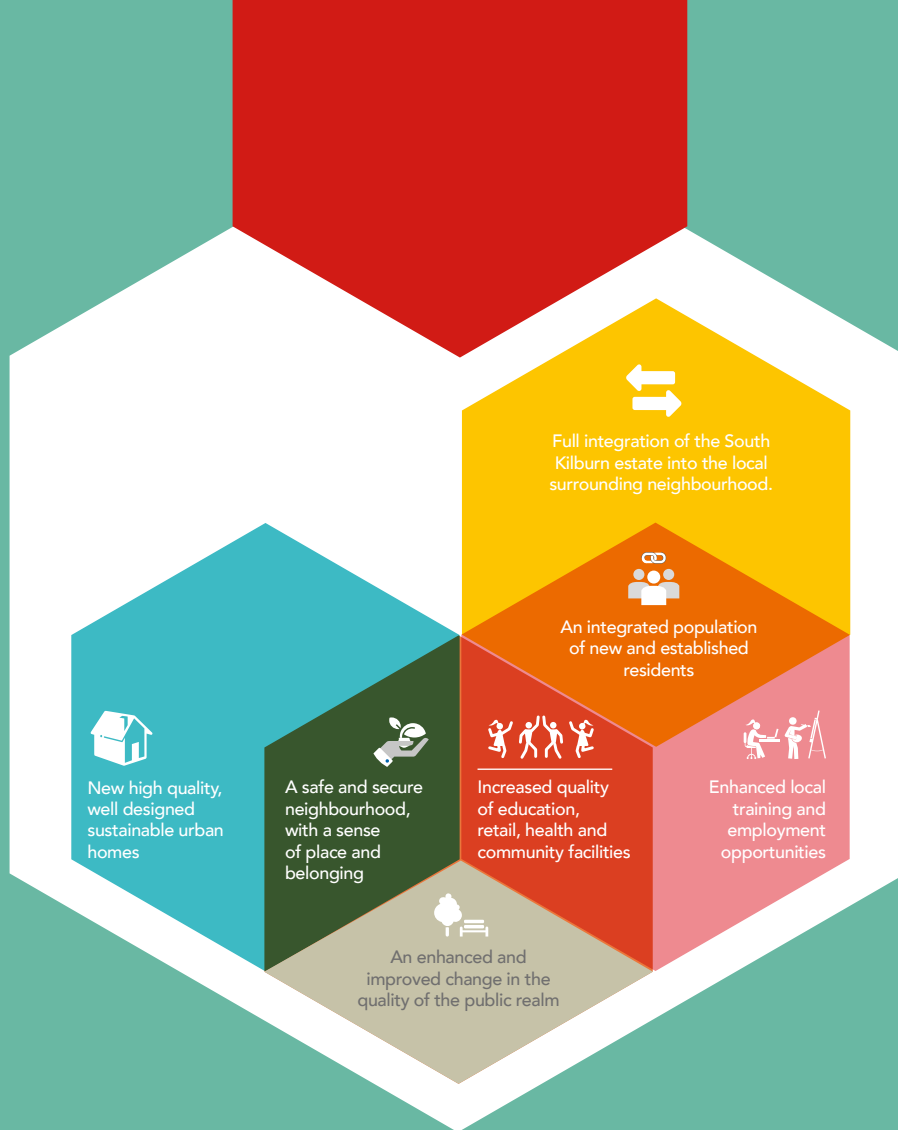 Full integration of the South
Kilburn estate into the local
surrounding neighbourhood.
An integrated population
of new and established
residents
New high quality,
well designed
sustainable urban
homes
A safe and secure
neighbourhood,
with a sense
of place and
belonging
Increased quality
of education,
retail, health and
community facilities
Enhanced local
training and
employment
opportunities
An enhanced and
improved change in the
quality of the public realm